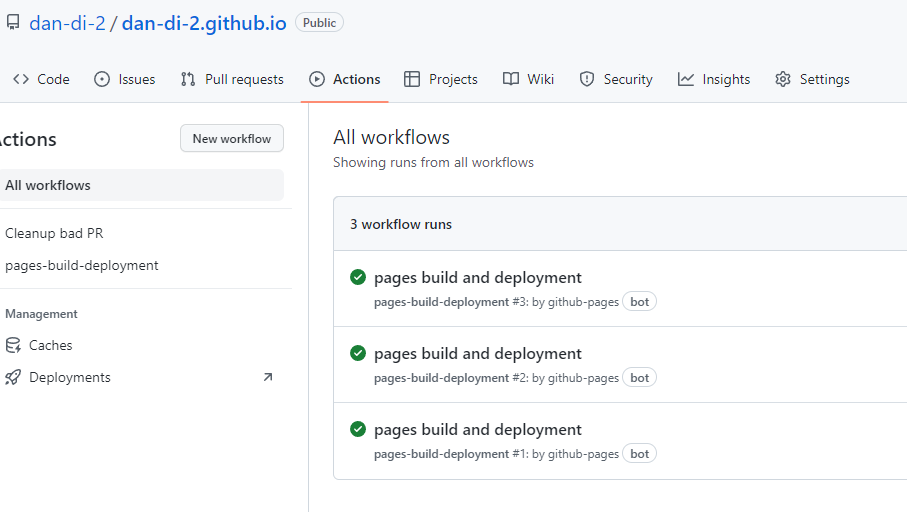 dan-di-2 / dan-di-2.github.io Public
Code Issues Pull requests Actions Projects Wiki Security Insights Settings
ctions New workflow
All workflows
Cleanup bad PR
pages-build-deployment
Management
Caches
Deployments
All workflows
Showing runs from all workflows
3 workflow runs
pages build and deployment
pages-build-deployment #3: by github-pages bot
pages build and deployment
pages-build-deployment #2: by github-pages bot
pages build and deployment
pages-build-deployment #1: by github-pages bot